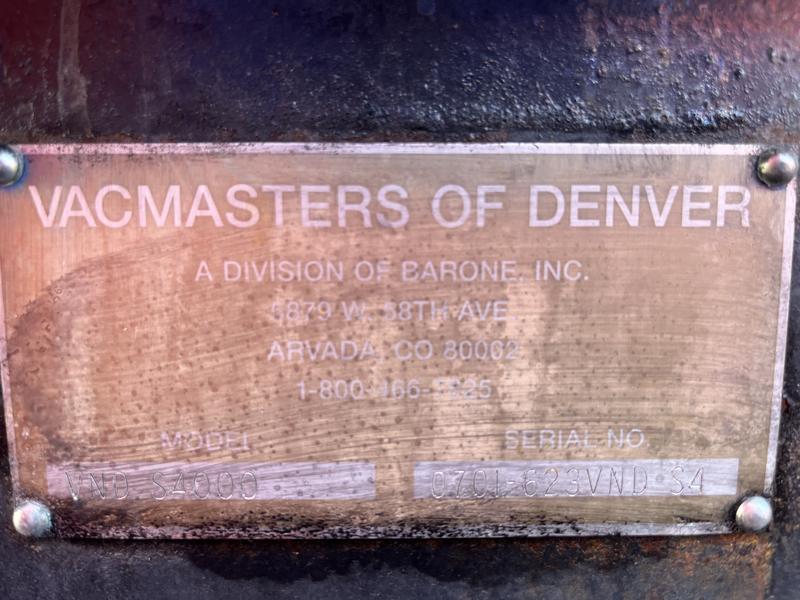 VACMASTERS OF DENVER
A DIVISION OF BARONE, INC.
5879 W. 58TH AVE.
ARVADA, CO 80002
1-800-466-7825
MODEL
SERIAL NO.
VND S4000
0701-623VND S4